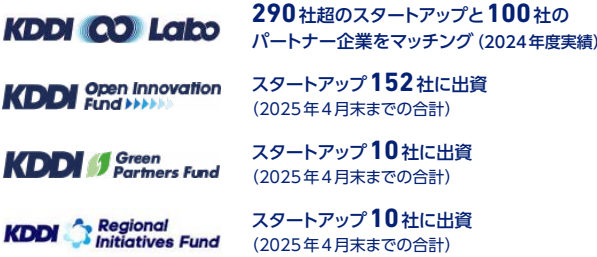 KDDI ∞ Labo
290社超のスタートアップと100社の
パートナー企業をマッチング（2024年度実績）
KDDI Open Innovation Fund
スタートアップ152社に出資
（2025年4月末までの合計）
KDDI Green Partners Fund
スタートアップ10社に出資
（2025年4月末までの合計）
KDDI Regional Initiatives Fund
スタートアップ10社に出資
（2025年4月末までの合計）